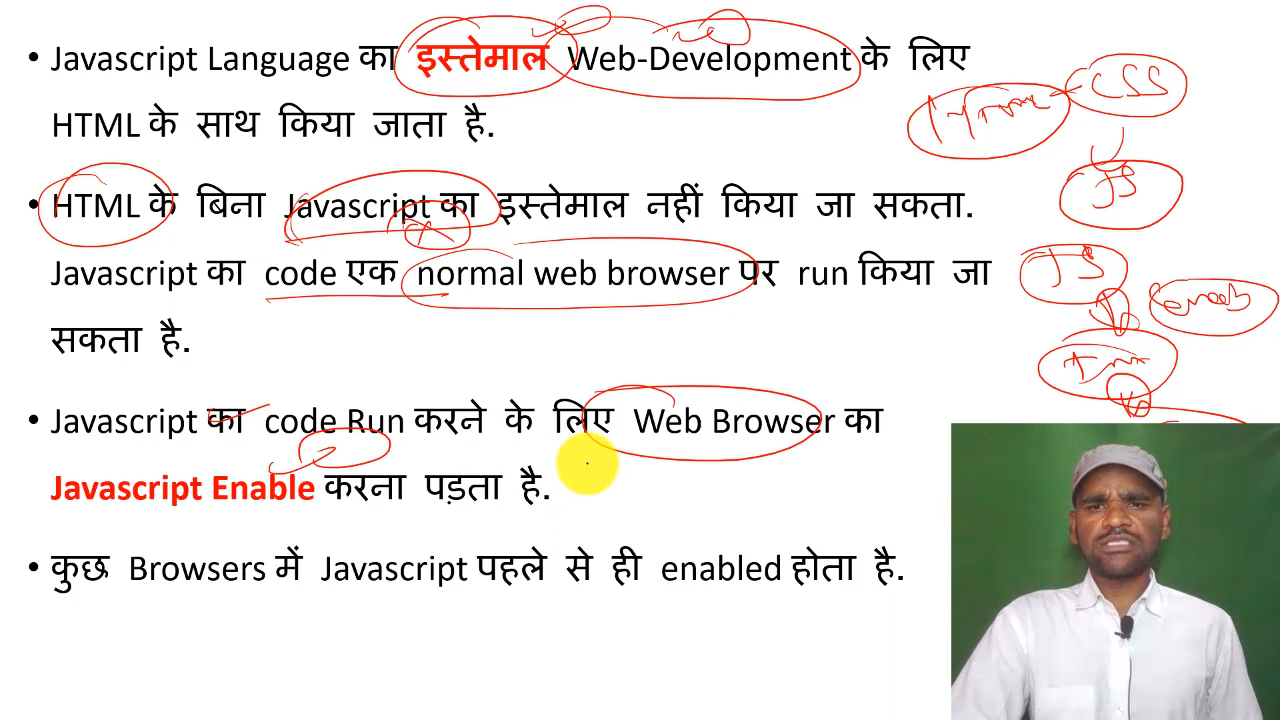 • Javascript Language का इस्तेमाल Web-Development के लिए
HTML के साथ किया जाता है.
• HTML के बिना Javascript का इस्तेमाल नहीं किया जा सकता.
Javascript का code एक normal web browser पर run किया जा
सकता है.
• Javascript का code Run करने के लिए Web Browser का
Javascript Enable करना पड़ता है.
• कुछ Browsers में Javascript पहले से ही enabled होता है.
CSS
JS
JS